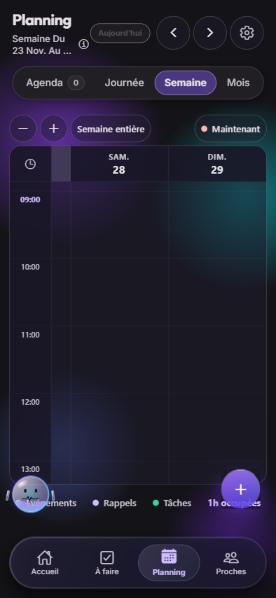 Planning
Semaine Du
23 Nov. Au ...
Aujourd'hui
Agenda 0 Journée Semaine Mois
Semaine entière
Maintenant
SAM.
28
DIM.
29
09:00
10:00
11:00
12:00
13:00
Rappels
Tâches
Accueil
À faire
Planning
Proches